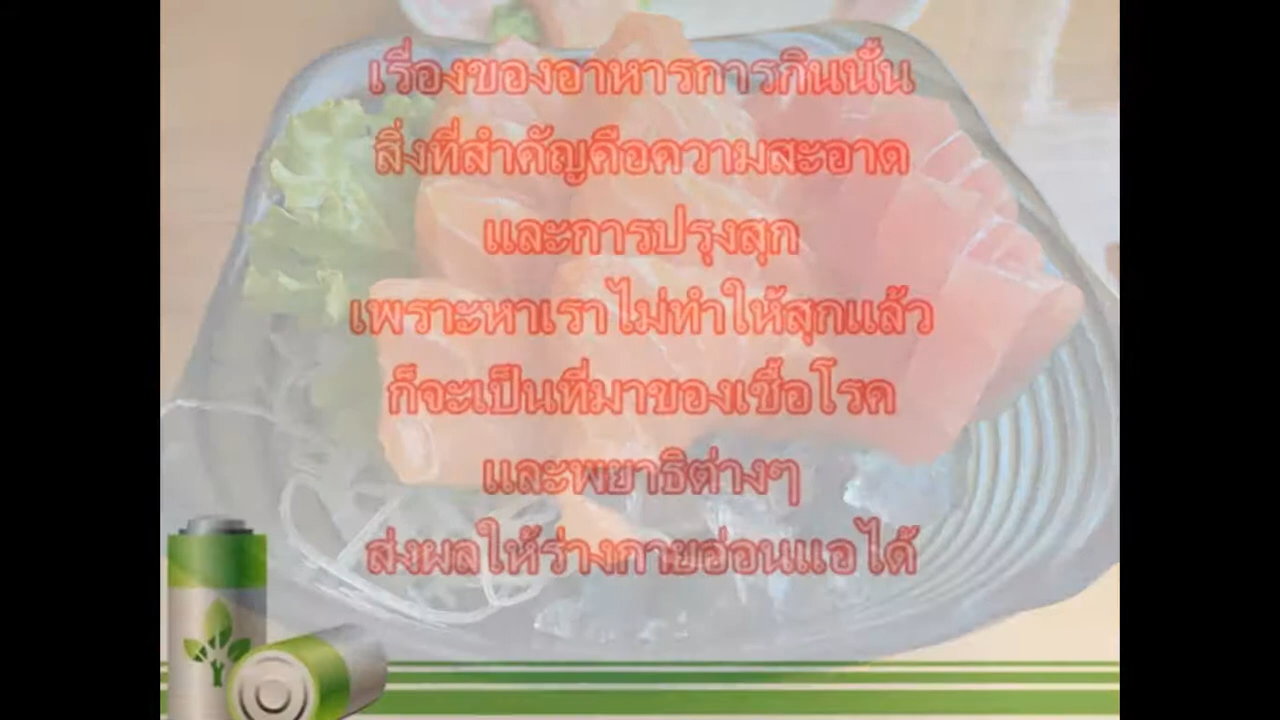 เรื่องของอาหารการกินนั้น
สิ่งที่สำคัญคือความสะอาด
และการปรุงสุก
เพราะหาเราไม่ทำให้สุกแล้ว
ก็จะเป็นที่มาของเชื้อโรค
และพยาธิต่างๆ
ส่งผลให้ร่างกายอ่อนแอได้